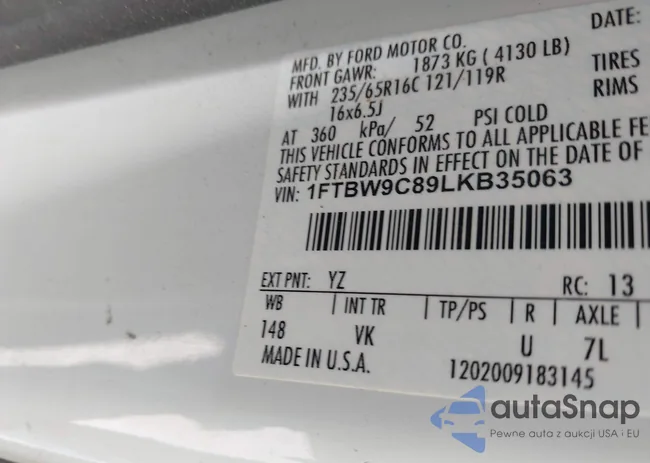 DATE:
MFD. BY FORD MOTOR CO.
FRONT GAWR: 1873 KG ( 4130 LB)
WITH 235/65R16C 121/119R TIRES
16x6.5J RIMS
AT 360 kPa/ 52 PSI COLD
THIS VEHICLE CONFORMS TO ALL APPLICABLE FE
SAFETY STANDARDS IN EFFECT ON THE DATE OF
VIN: 1FTBW9C89LKB35063
EXT PNT: YZ RC: 13
WB INT TR TP/PS R AXLE
148 VK U 7L
MADE IN U.S.A. 1202009183145
autaSnap
Pewne auta z aukcji USA i EU